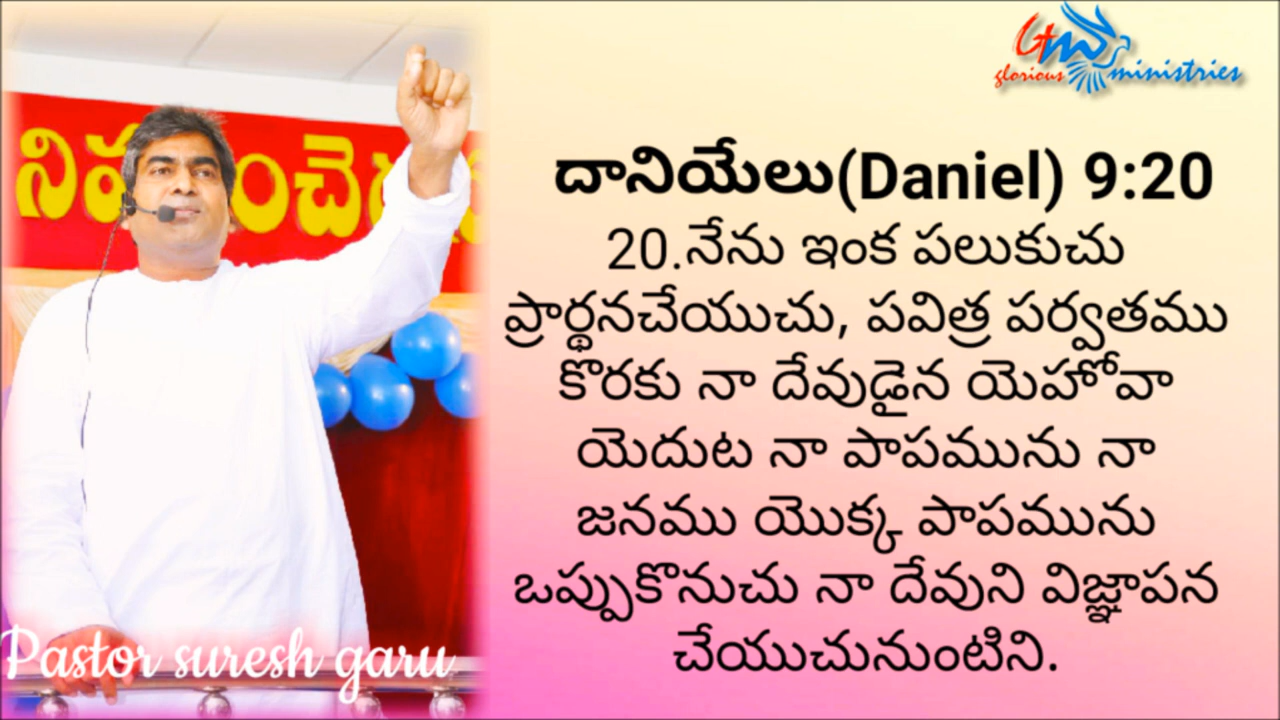 GM
glorious ministries
దానియేలు(Daniel) 9:20
20.నేను ఇంక పలుకుచు
ప్రార్థనచేయుచు, పవిత్ర పర్వతము
కొరకు నా దేవుడైన యెహోవా
యెదుట నా పాపమును నా
జనము యొక్క పాపమును
ఒప్పుకొనుచు నా దేవుని విజ్ఞాపన
చేయుచునుంటిని.
Pastor suresh garu